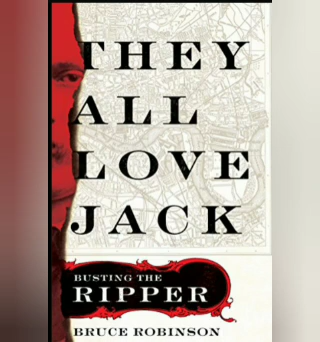 THEY
ALL
LOVE
JACK
BUSTING THE
RIPPER
BRUCE ROBINSON